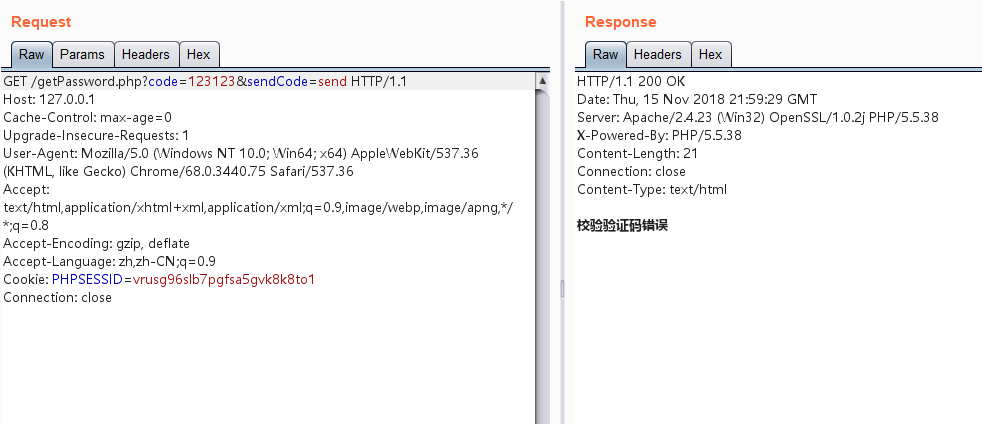 Request
Raw Params Headers Hex
GET /getPassword.php?code=123123&sendCode=send HTTP/1.1
Host: 127.0.0.1
Cache-Control: max-age=0
Upgrade-Insecure-Requests: 1
User-Agent: Mozilla/5.0 (Windows NT 10.0; Win64; x64) AppleWebKit/537.36
(KHTML, like Gecko) Chrome/68.0.3440.75 Safari/537.36
Accept:
text/html,application/xhtml+xml,application/xml;q=0.9,image/webp,image/apng,*/
*;q=0.8
Accept-Encoding: gzip, deflate
Accept-Language: zh,zh-CN;q=0.9
Cookie: PHPSESSID=vrusg96slb7pgfsa5gvk8k8to1
Connection: close
Response
Raw Headers Hex
HTTP/1.1 200 OK
Date: Thu, 15 Nov 2018 21:59:29 GMT
Server: Apache/2.4.23 (Win32) OpenSSL/1.0.2j PHP/5.5.38
X-Powered-By: PHP/5.5.38
Content-Length: 21
Connection: close
Content-Type: text/html
校验验证码错误